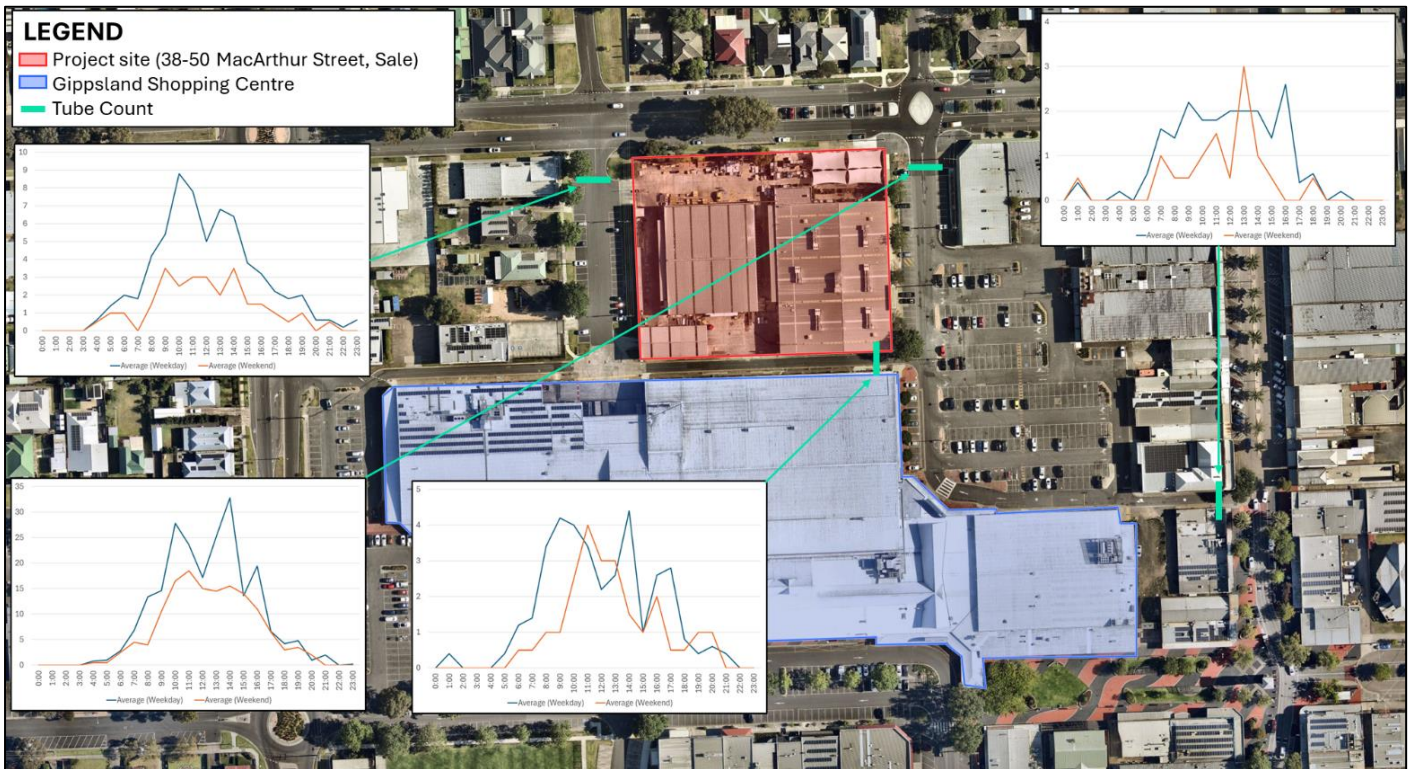 LEGEND
Project site (38-50 MacArthur Street, Sale)
Gippsland Shopping Centre
Tube Count
10
9
8
7
6
5
4
3
2
1
0
0:00 1:00 2:00 3:00 4:00 5:00 6:00 7:00 8:00 9:00 10:00 11:00 12:00 13:00 14:00 15:00 16:00 17:00 18:00 19:00 20:00 21:00 22:00 23:00
Average (Weekday) Average (Weekend)
4
3
2
1
0
0:00 1:00 2:00 3:00 4:00 5:00 6:00 7:00 8:00 9:00 10:00 11:00 12:00 13:00 14:00 15:00 16:00 17:00 18:00 19:00 20:00 21:00 22:00 23:00
Average (Weekday) Average (Weekend)
35
30
25
20
15
10
5
0
0:00 1:00 2:00 3:00 4:00 5:00 6:00 7:00 8:00 9:00 10:00 11:00 12:00 13:00 14:00 15:00 16:00 17:00 18:00 19:00 20:00 21:00 22:00 23:00
Average (Weekday) Average (Weekend)
5
4
3
2
1
0
0:00 1:00 2:00 3:00 4:00 5:00 6:00 7:00 8:00 9:00 10:00 11:00 12:00 13:00 14:00 15:00 16:00 17:00 18:00 19:00 20:00 21:00 22:00 23:00
Average (Weekday) Average (Weekend)